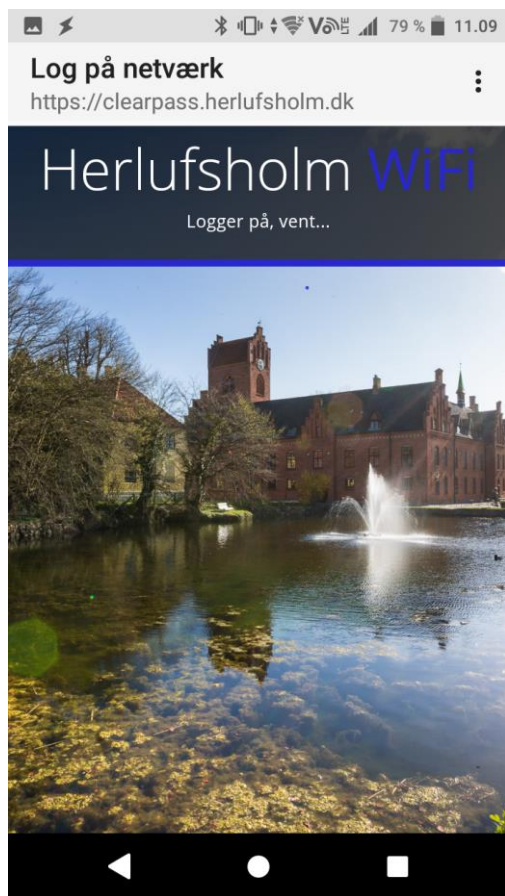 79 % 11.09
Log på netværk
https://clearpass.herlufsholm.dk
Herlufsholm WiFi
Logger på, vent...